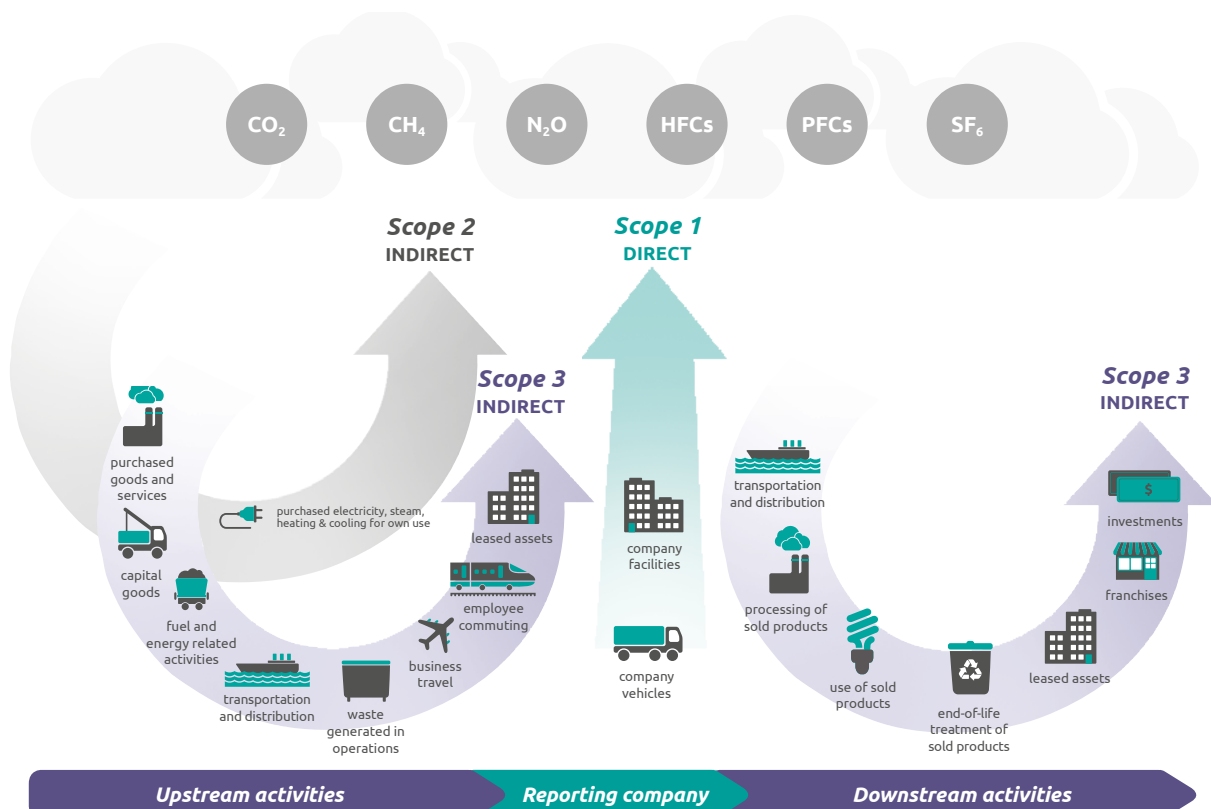 CO₂
CH₄
N₂O
HFCs
PFCs
SF₆
Scope 2
INDIRECT
Scope 1
DIRECT
Scope 3
INDIRECT
Scope 3
INDIRECT
purchased
goods and
services
purchased electricity, steam,
heating & cooling for own use
capital
goods
fuel and
energy related
activities
transportation
and distribution
waste
generated in
operations
business
travel
employee
commuting
leased assets
company
facilities
company
vehicles
transportation
and distribution
processing of
sold products
use of sold
products
end-of-life
treatment of
sold products
leased assets
franchises
$
investments
Upstream activities
Reporting company
Downstream activities